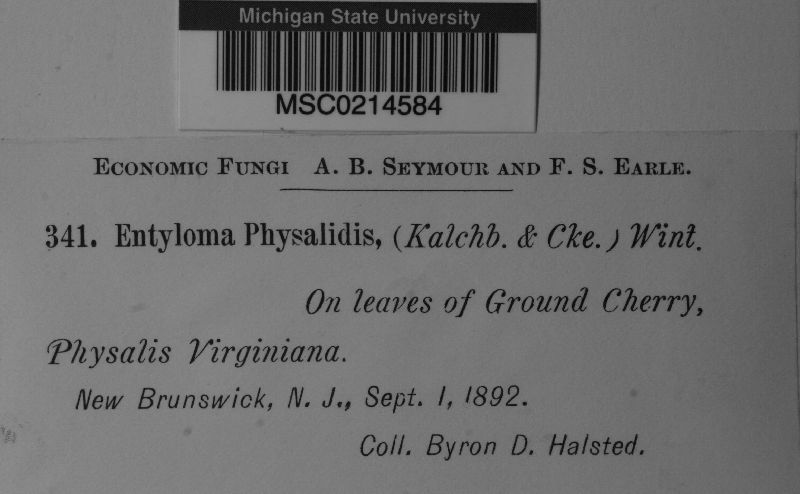 Michigan State University
MSC0214584
Economic Fungi A. B. Seymour and F. S. Earle.
341. Entyloma Physalidis, (Kalchb. & Cke.) Wint.
On leaves of Ground Cherry,
Physalis Virginiana.
New Brunswick, N. J., Sept. 1, 1892.
Coll. Byron D. Halsted.